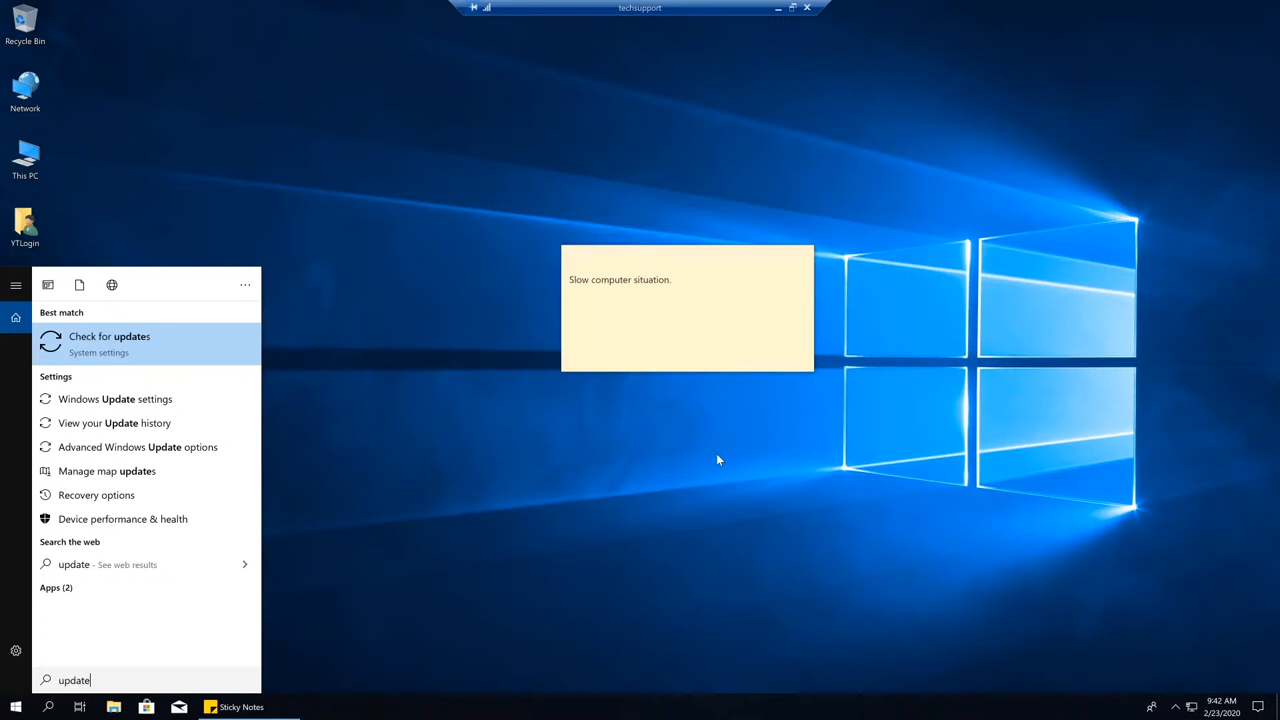 techsupport
Recycle Bin
Network
This PC
YTLogin
Slow computer situation.
Best match
Check for updates
System settings
Settings
Windows Update settings
View your Update history
Advanced Windows Update options
Manage map updates
Recovery options
Device performance & health
Search the web
update - See web results
Apps (2)
update
Sticky Notes
9:42 AM
2/23/2020